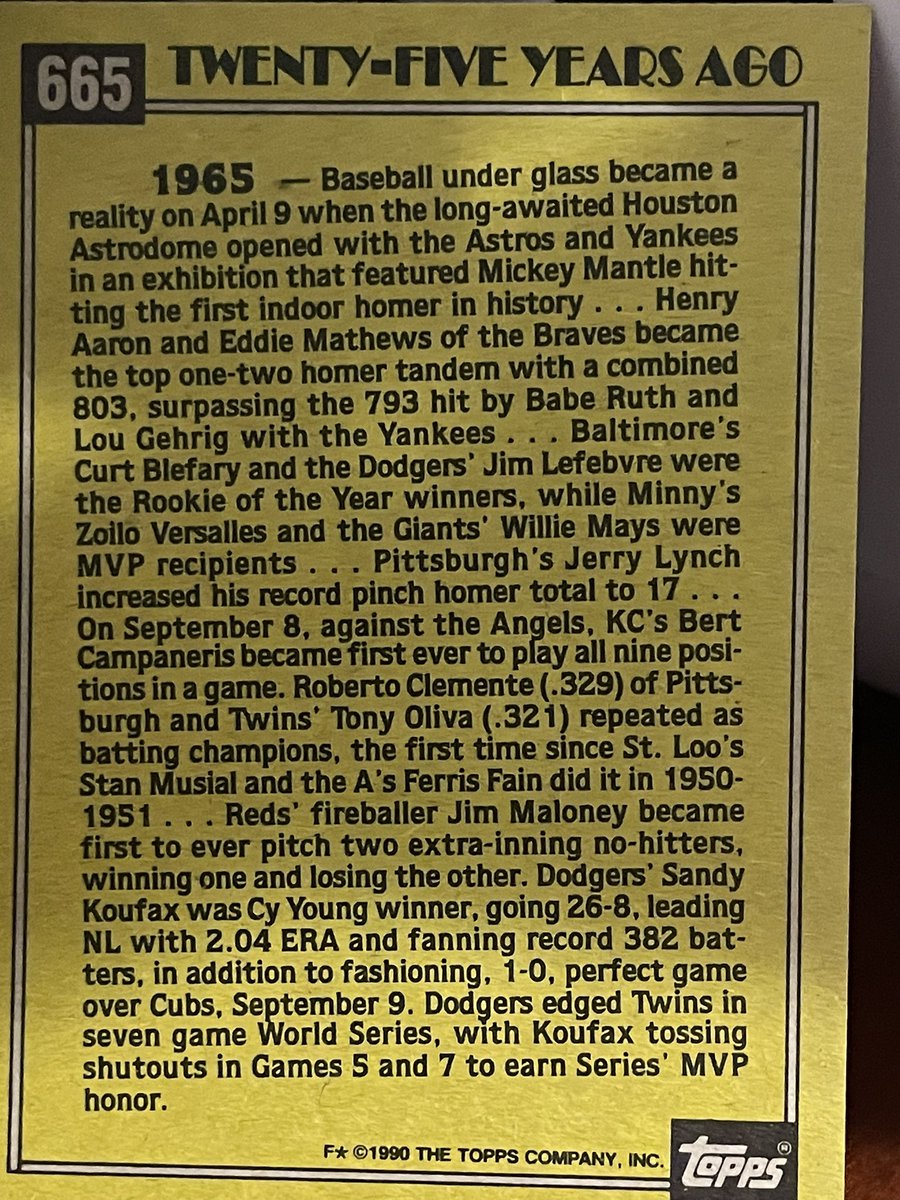 665 TWENTY-FIVE YEARS AGO
1965 — Baseball under glass became a
reality on April 9 when the long-awaited Houston
Astrodome opened with the Astros and Yankees
in an exhibition that featured Mickey Mantle hit-
ting the first indoor homer in history . . . Henry
Aaron and Eddie Mathews of the Braves became
the top one-two homer tandem with a combined
803, surpassing the 793 hit by Babe Ruth and
Lou Gehrig with the Yankees . . . Baltimore's
Curt Blefary and the Dodgers' Jim Lefebvre were
the Rookie of the Year winners, while Minny's
Zoilo Versalles and the Giants' Willie Mays were
MVP recipients . . . Pittsburgh's Jerry Lynch
increased his record pinch homer total to 17 . . .
On September 8, against the Angels, KC's Bert
Campaneris became first ever to play all nine posi-
tions in a game. Roberto Clemente (.329) of Pitts-
burgh and Twins' Tony Oliva (.321) repeated as
batting champions, the first time since St. Loo's
Stan Musial and the A's Ferris Fain did it in 1950-
1951 . . . Reds' fireballer Jim Maloney became
first to ever pitch two extra-inning no-hitters,
winning one and losing the other. Dodgers' Sandy
Koufax was Cy Young winner, going 26-8, leading
NL with 2.04 ERA and fanning record 382 bat-
ters, in addition to fashioning, 1-0, perfect game
over Cubs, September 9. Dodgers edged Twins in
seven game World Series, with Koufax tossing
shutouts in Games 5 and 7 to earn Series' MVP
honor.
F★ ©1990 THE TOPPS COMPANY, INC. topps ®